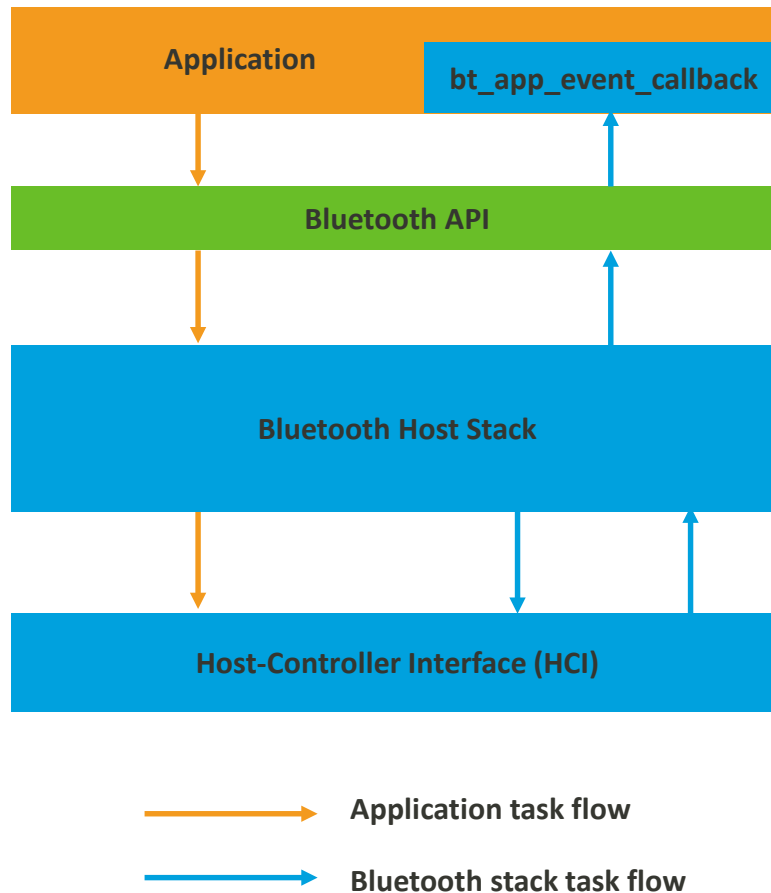 Application
bt_app_event_callback
Bluetooth API
Bluetooth Host Stack
Host-Controller Interface (HCI)
Application task flow
Bluetooth stack task flow